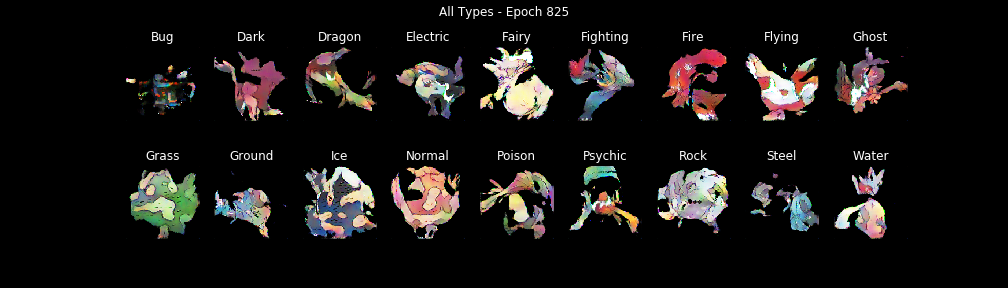 All Types - Epoch 825
Bug Dark Dragon Electric Fairy Fighting Fire Flying Ghost
Grass Ground Ice Normal Poison Psychic Rock Steel Water